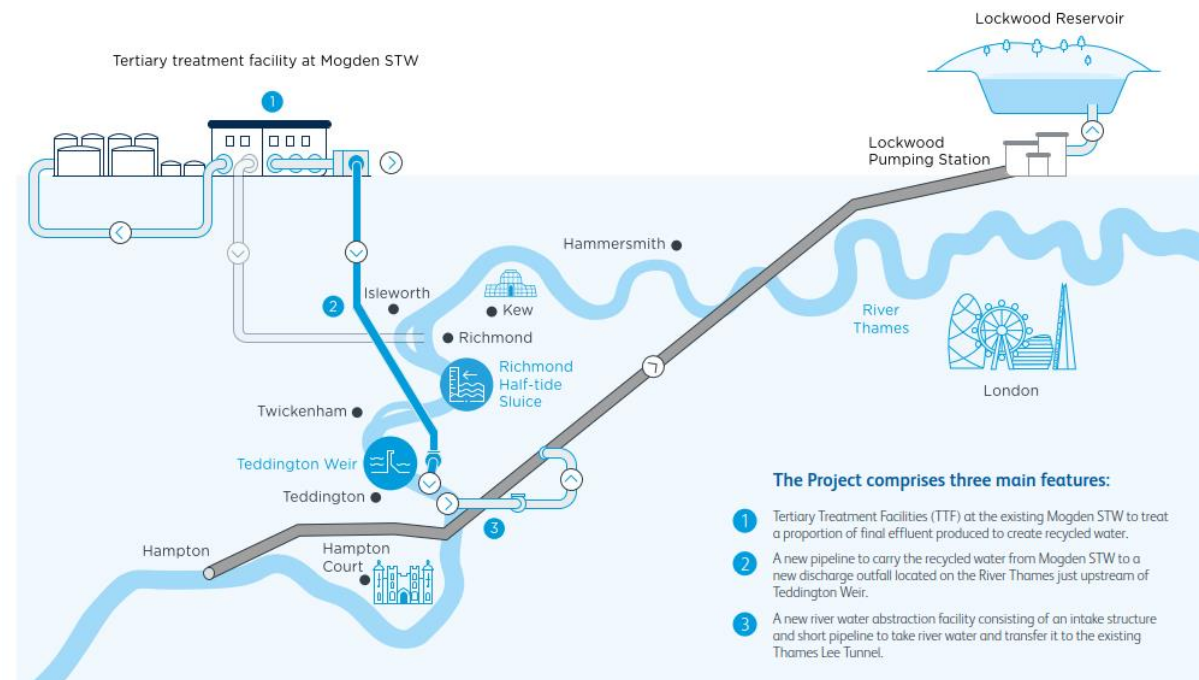 Lockwood Reservoir
Tertiary treatment facility at Mogden STW
1
Lockwood
Pumping Station
Hammersmith
Isleworth
2
Kew
River
Thames
Richmond
Richmond
Half-tide
Sluice
London
Twickenham
Teddington Weir
Teddington
3
Hampton
Hampton
Court
The Project comprises three main features:
1
Tertiary Treatment Facilities (TTF) at the existing Mogden STW to treat
a proportion of final effluent produced to create recycled water.
2
A new pipeline to carry the recycled water from Mogden STW to a
new discharge outfall located on the River Thames just upstream of
Teddington Weir.
3
A new river water abstraction facility consisting of an intake structure
and short pipeline to take river water and transfer it to the existing
Thames Lee Tunnel.